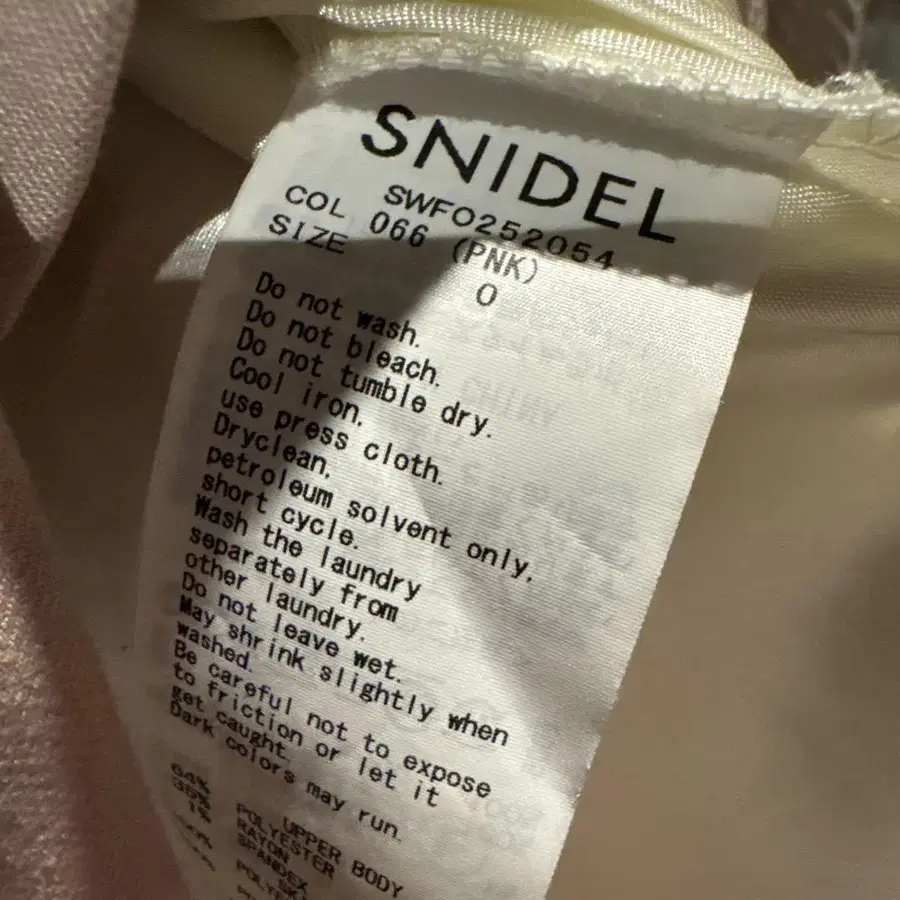 SNIDEL
SWFO252054
COL 066 (PNK)
SIZE 0
Do not wash.
Do not bleach.
Do not tumble dry.
Cool iron,
use press cloth.
Dryclean,
petroleum solvent only,
short cycle.
Wash the laundry
separately from
other laundry.
Do not leave wet.
May shrink slightly when
washed.
Be careful not to expose
to friction or let it
get caught.
Dark colors may run.
UPPER BODY
64% POLYESTER
35% RAYON
1% SPANDEX